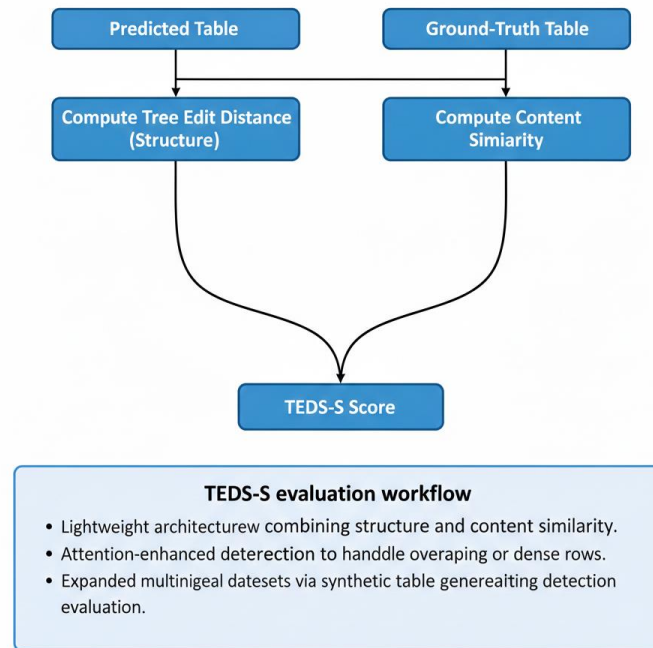 Predicted Table
Ground-Truth Table
Compute Tree Edit Distance
(Structure)
Compute Content
Simiarity
TEDS-S Score
TEDS-S evaluation workflow
• Lightweight architecturew combining structure and content similarity.
• Attention-enhanced deterection to handdle overaping or dense rows.
• Expanded multinigeal datesets via synthetic table genereaiting detection
evaluation.